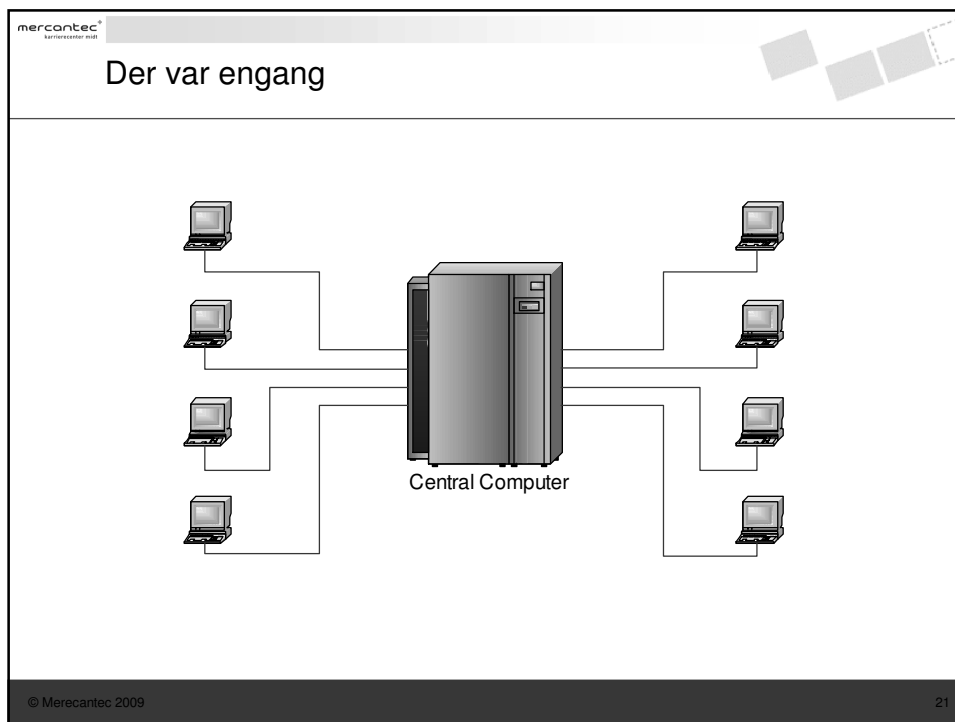 mercantec+
karrierecenter midt
Der var engang
Central Computer
© Merecantec 2009
21